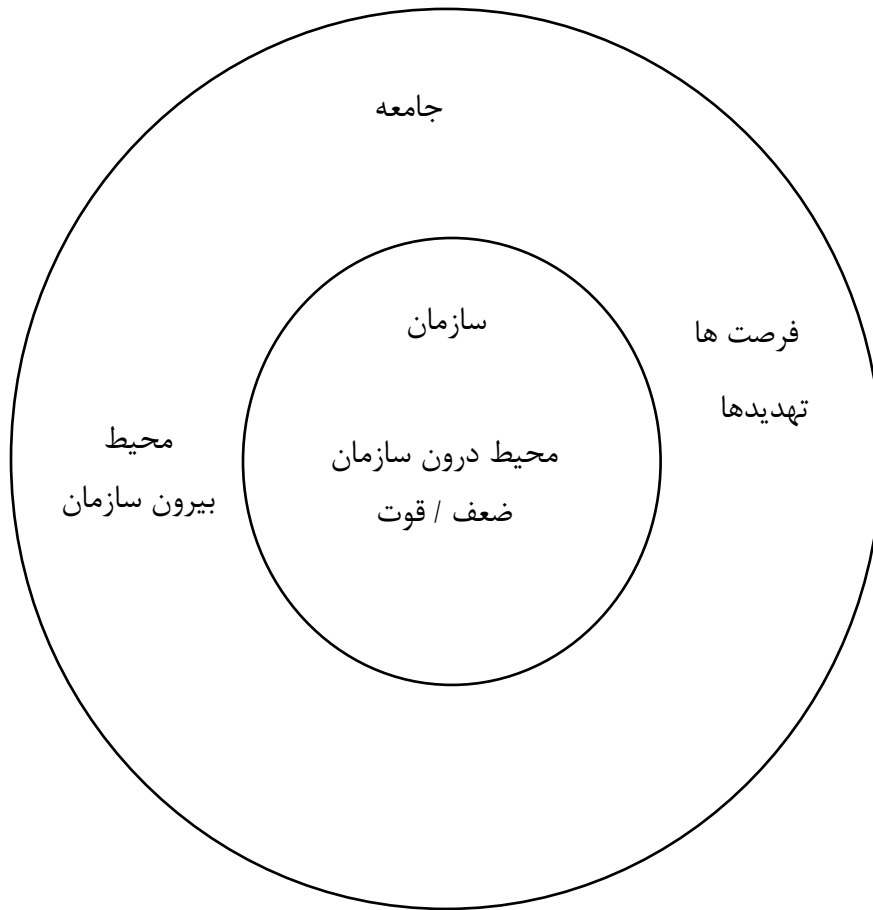 جامعه
سازمان
فرصت ها
تهدیدها
محیط درون سازمان
ضعف / قوت
محیط
بیرون سازمان